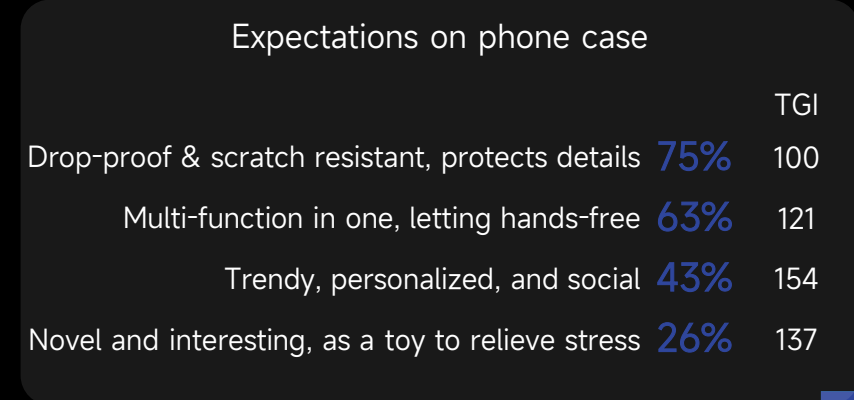 Expectations on phone case
TGI
Drop-proof & scratch resistant, protects details 75% 100
Multi-function in one, letting hands-free 63% 121
Trendy, personalized, and social 43% 154
Novel and interesting, as a toy to relieve stress 26% 137